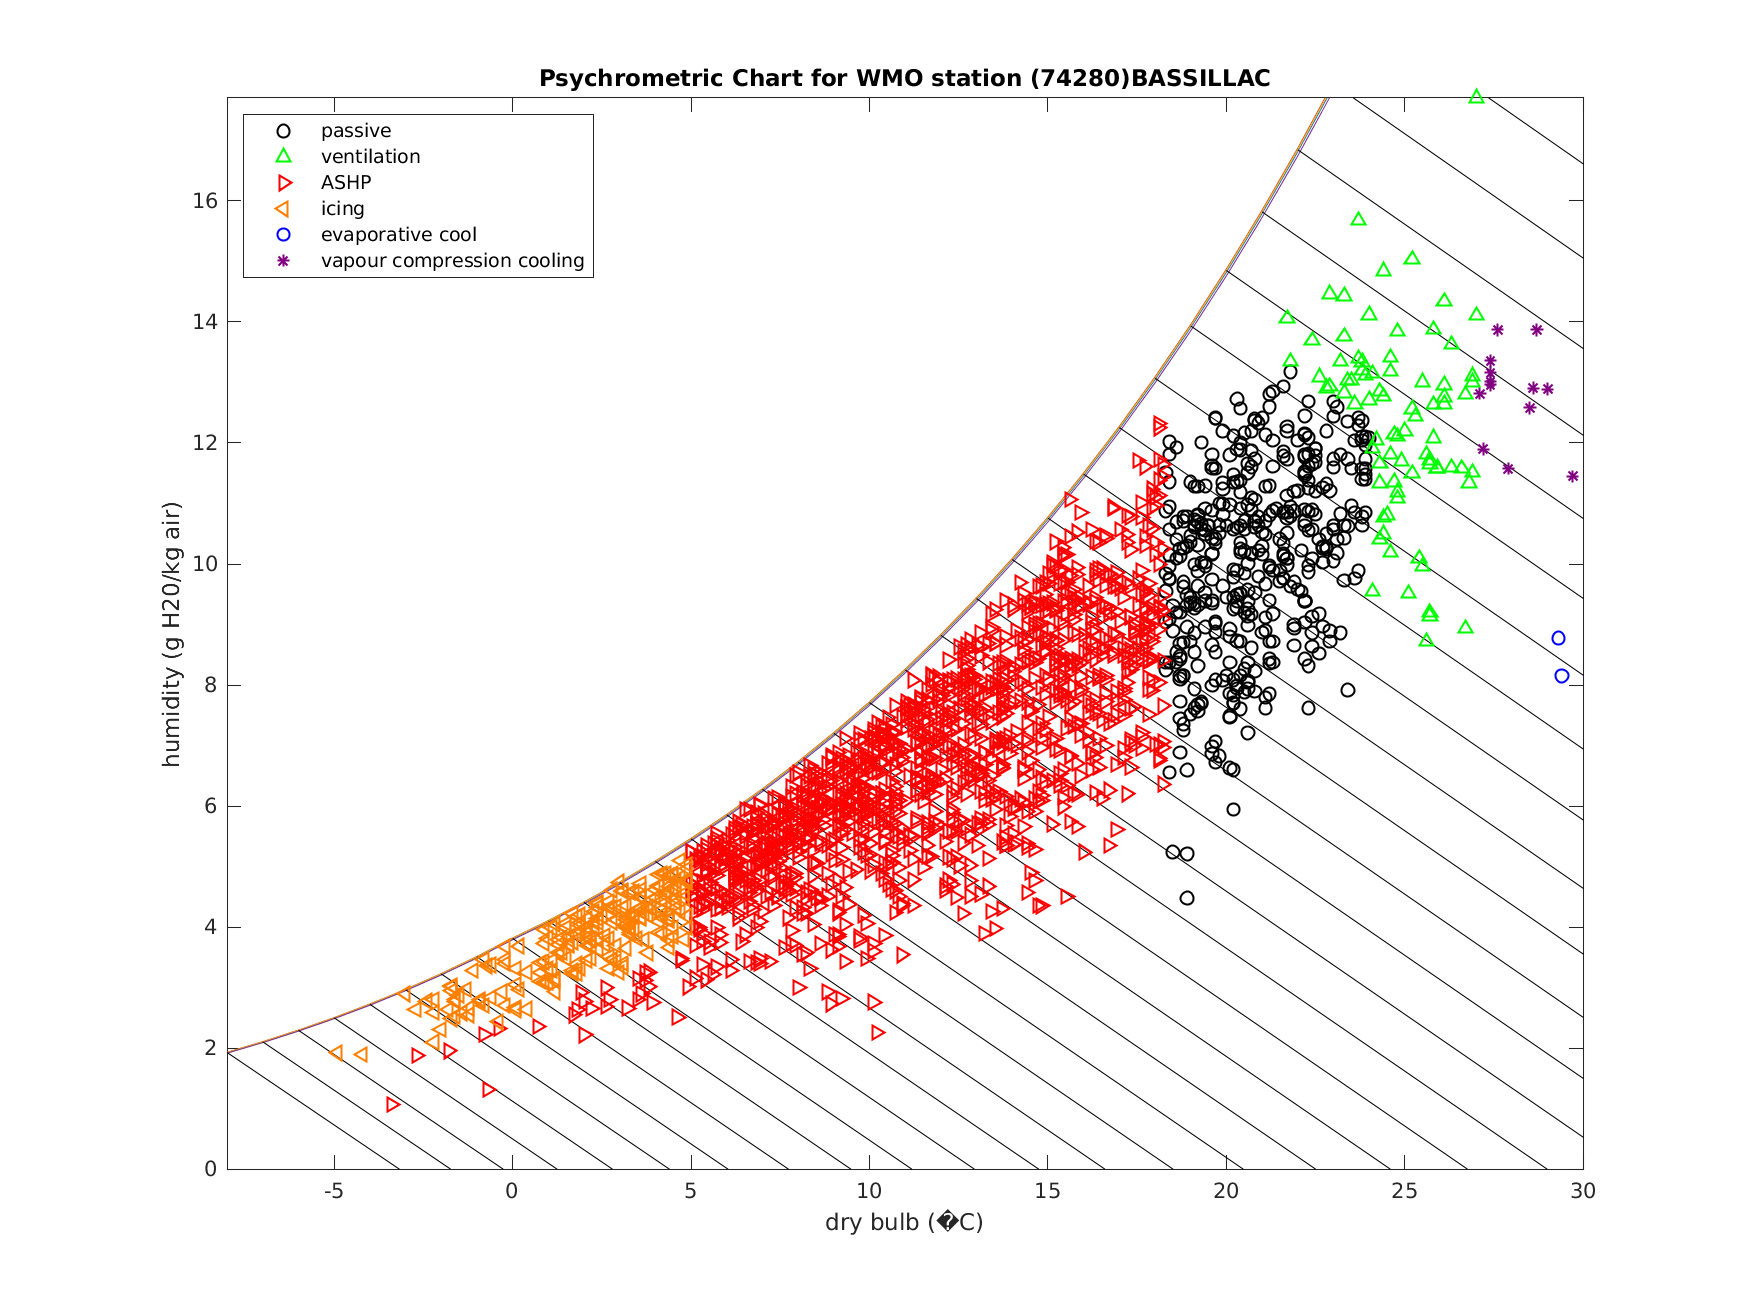 Psychrometric Chart for WMO station (74280)BASSILLAC
passive
ventilation
ASHP
icing
evaporative cool
vapour compression cooling
humidity (g H20/kg air)
16
14
12
10
8
6
4
2
0
-5
0
5
10
15
20
25
30
dry bulb (�C)